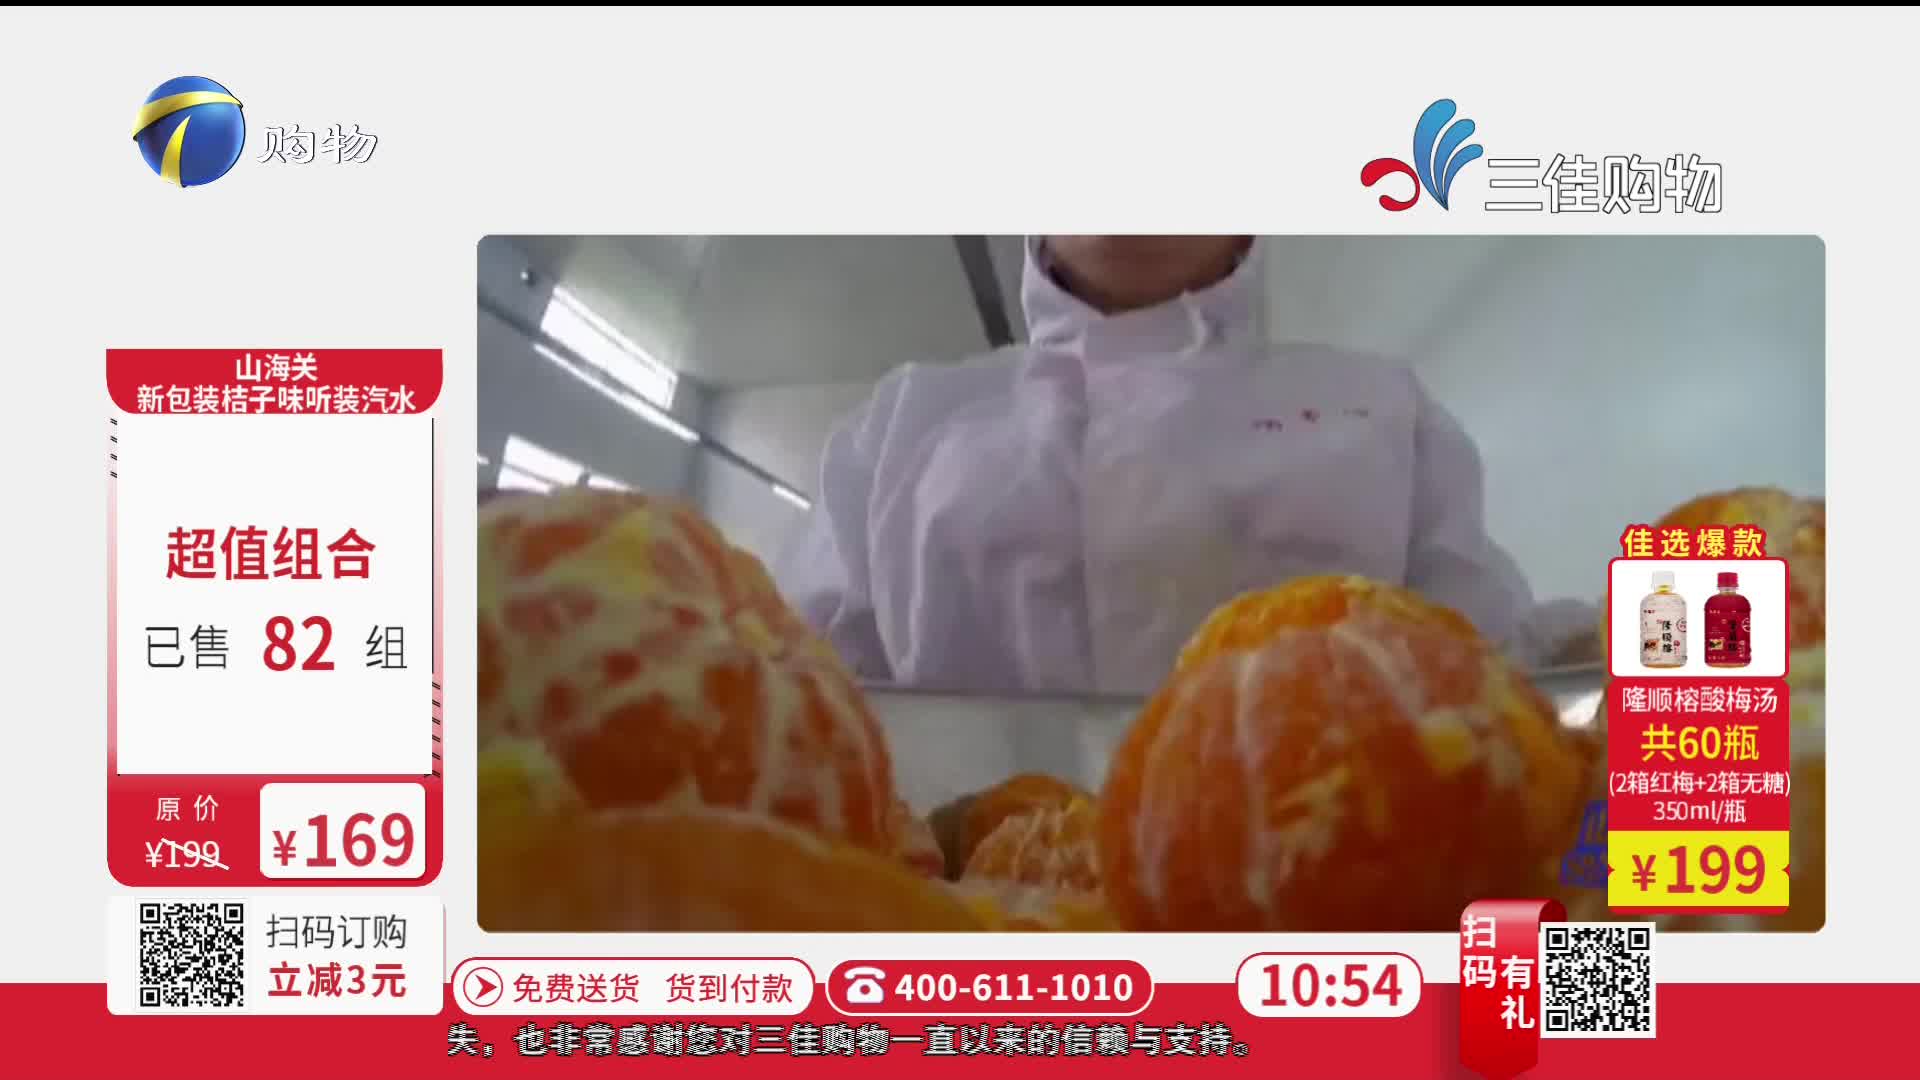 购物
三佳购物
山海关
新包装桔子味听装汽水
超值组合
已售 82 组
原价
¥199
¥169
扫码订购
立减3元
佳选爆款
隆顺榕酸梅汤
共60瓶
(2箱红梅+2箱无糖)
350ml/瓶
¥199
免费送货 货到付款
400-611-1010
10:54
扫码
有礼
失，也非常感谢您对三佳购物一直以来的信赖与支持。